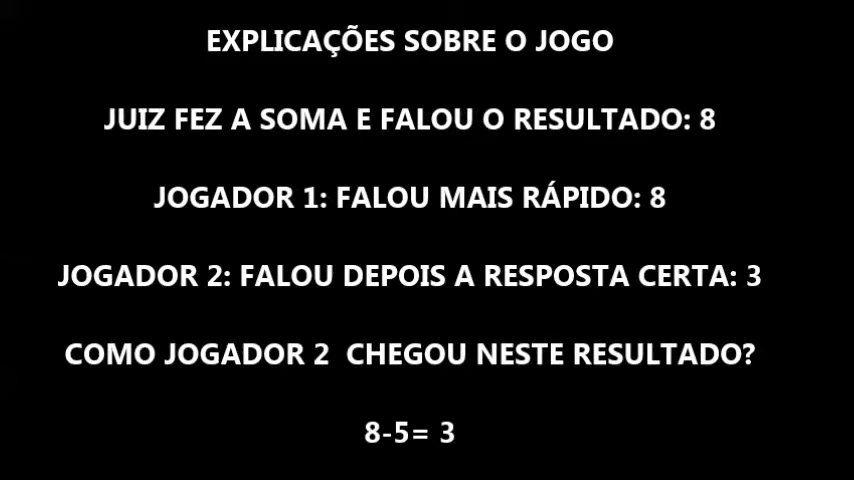 EXPLICAÇÕES SOBRE O JOGO
JUIZ FEZ A SOMA E FALOU O RESULTADO: 8
JOGADOR 1: FALOU MAIS RÁPIDO: 8
JOGADOR 2: FALOU DEPOIS A RESPOSTA CERTA: 3
COMO JOGADOR 2  CHEGOU NESTE RESULTADO?
8-5= 3